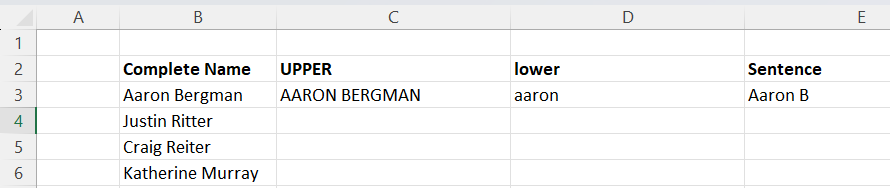 A B C D E
1
2 Complete Name UPPER lower Sentence
3 Aaron Bergman AARON BERGMAN aaron Aaron B
4 Justin Ritter
5 Craig Reiter
6 Katherine Murray